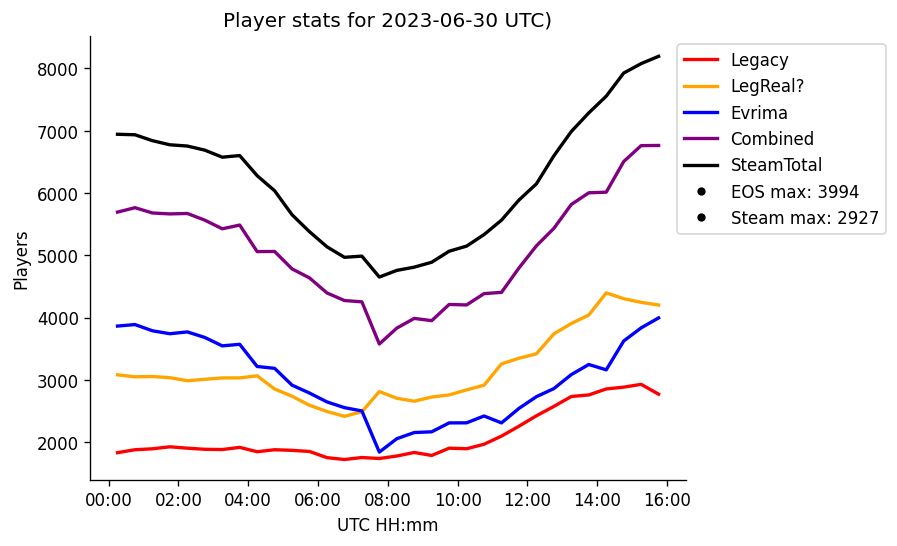 Player stats for 2023-06-30 UTC)
Legacy
LegReal?
Evrima
Combined
SteamTotal
EOS max: 3994
Steam max: 2927
Players
8000
7000
6000
5000
4000
3000
2000
00:00 02:00 04:00 06:00 08:00 10:00 12:00 14:00 16:00
UTC HH:mm